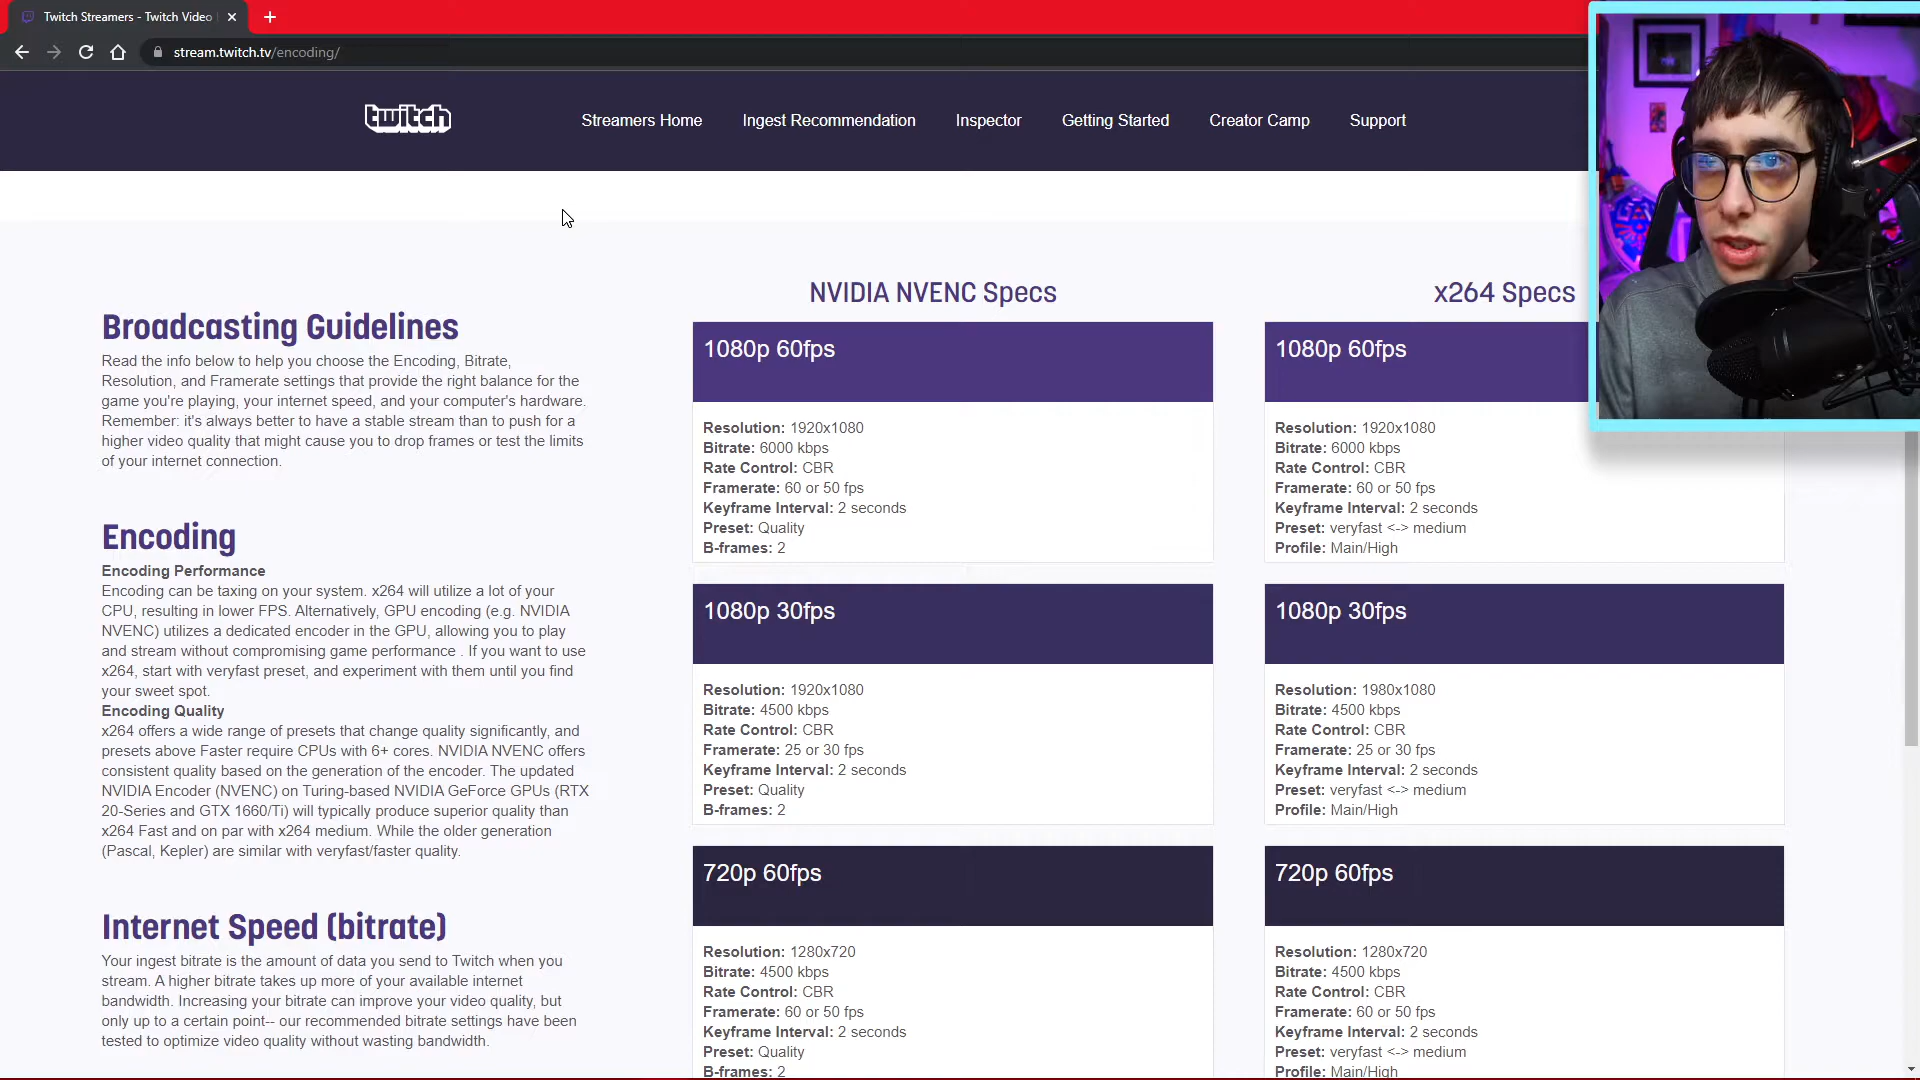 Twitch Streamers - Twitch Video
stream.twitch.tv/encoding/
twitch
Streamers Home
Ingest Recommendation
Inspector
Getting Started
Creator Camp
Support
Broadcasting Guidelines
Read the info below to help you choose the Encoding, Bitrate,
Resolution, and Framerate settings that provide the right balance for the
game you're playing, your internet speed, and your computer's hardware.
Remember: it's always better to have a stable stream than to push for a
higher video quality that might cause you to drop frames or test the limits
of your internet connection.
Encoding
Encoding Performance
Encoding can be taxing on your system. x264 will utilize a lot of your
CPU, resulting in lower FPS. Alternatively, GPU encoding (e.g. NVIDIA
NVENC) utilizes a dedicated encoder in the GPU, allowing you to play
and stream without compromising game performance . If you want to use
x264, start with veryfast preset, and experiment with them until you find
your sweet spot.
Encoding Quality
x264 offers a wide range of presets that change quality significantly, and
presets above Faster require CPUs with 6+ cores. NVIDIA NVENC offers
consistent quality based on the generation of the encoder. The updated
NVIDIA Encoder (NVENC) on Turing-based NVIDIA GeForce GPUs (RTX
20-Series and GTX 1660/Ti) will typically produce superior quality than
x264 Fast and on par with x264 medium. While the older generation
(Pascal, Kepler) are similar with veryfast/faster quality.
Internet Speed (bitrate)
Your ingest bitrate is the amount of data you send to Twitch when you
stream. A higher bitrate takes up more of your available internet
bandwidth. Increasing your bitrate can improve your video quality, but
only up to a certain point-- our recommended bitrate settings have been
tested to optimize video quality without wasting bandwidth.
NVIDIA NVENC Specs
1080p 60fps
Resolution: 1920x1080
Bitrate: 6000 kbps
Rate Control: CBR
Framerate: 60 or 50 fps
Keyframe Interval: 2 seconds
Preset: Quality
B-frames: 2
1080p 30fps
Resolution: 1920x1080
Bitrate: 4500 kbps
Rate Control: CBR
Framerate: 25 or 30 fps
Keyframe Interval: 2 seconds
Preset: Quality
B-frames: 2
720p 60fps
Resolution: 1280x720
Bitrate: 4500 kbps
Rate Control: CBR
Framerate: 60 or 50 fps
Keyframe Interval: 2 seconds
Preset: Quality
B-frames: 2
x264 Specs
1080p 60fps
Resolution: 1920x1080
Bitrate: 6000 kbps
Rate Control: CBR
Framerate: 60 or 50 fps
Keyframe Interval: 2 seconds
Preset: veryfast <-> medium
Profile: Main/High
1080p 30fps
Resolution: 1980x1080
Bitrate: 4500 kbps
Rate Control: CBR
Framerate: 25 or 30 fps
Keyframe Interval: 2 seconds
Preset: veryfast <-> medium
Profile: Main/High
720p 60fps
Resolution: 1280x720
Bitrate: 4500 kbps
Rate Control: CBR
Framerate: 60 or 50 fps
Keyframe Interval: 2 seconds
Preset: veryfast <-> medium
Profile: Main/High